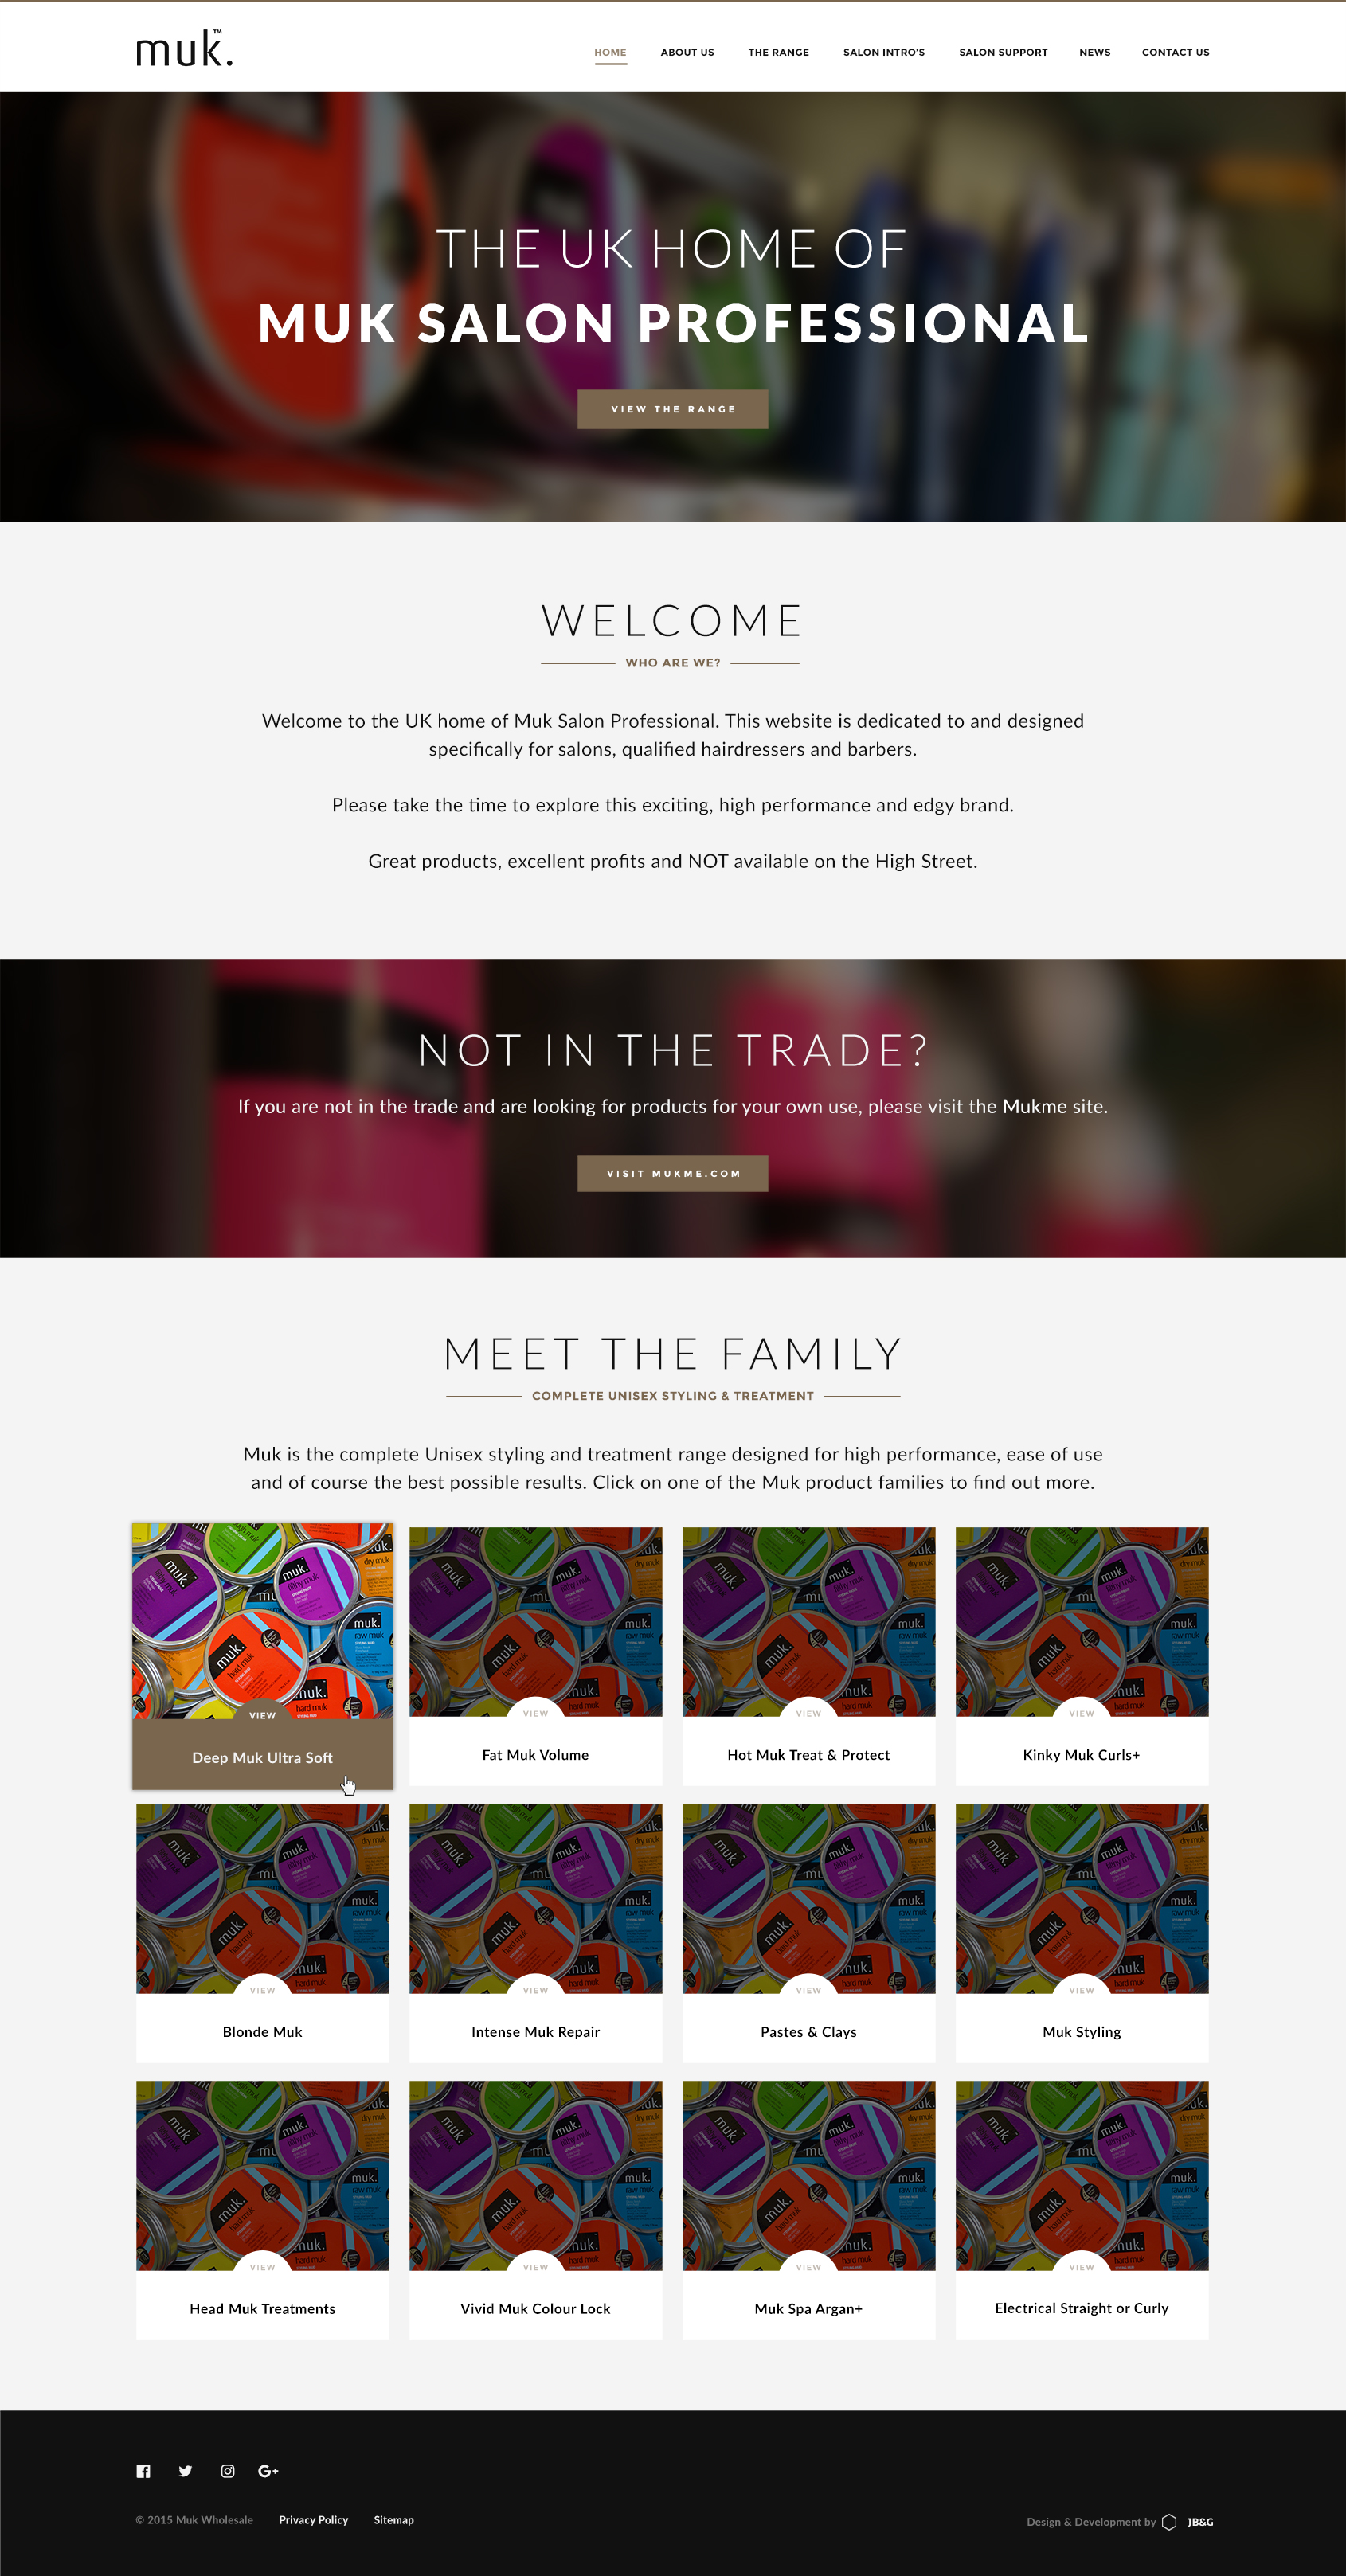 muk.™
HOME ABOUT US THE RANGE SALON INTRO'S SALON SUPPORT NEWS CONTACT US
THE UK HOME OF
MUK SALON PROFESSIONAL
VIEW THE RANGE
WELCOME
WHO ARE WE?
Welcome to the UK home of Muk Salon Professional. This website is dedicated to and designed
specifically for salons, qualified hairdressers and barbers.
Please take the time to explore this exciting, high performance and edgy brand.
Great products, excellent profits and NOT available on the High Street.
NOT IN THE TRADE?
If you are not in the trade and are looking for products for your own use, please visit the Mukme site.
VISIT MUKME.COM
MEET THE FAMILY
COMPLETE UNISEX STYLING & TREATMENT
Muk is the complete Unisex styling and treatment range designed for high performance, ease of use
and of course the best possible results. Click on one of the Muk product families to find out more.
VIEW VIEW VIEW VIEW
Deep Muk Ultra Soft Fat Muk Volume Hot Muk Treat & Protect Kinky Muk Curls+
VIEW VIEW VIEW VIEW
Blonde Muk Intense Muk Repair Pastes & Clays Muk Styling
VIEW VIEW VIEW VIEW
Head Muk Treatments Vivid Muk Colour Lock Muk Spa Argan+ Electrical Straight or Curly
© 2015 Muk Wholesale Privacy Policy Sitemap Design & Development by JB&G